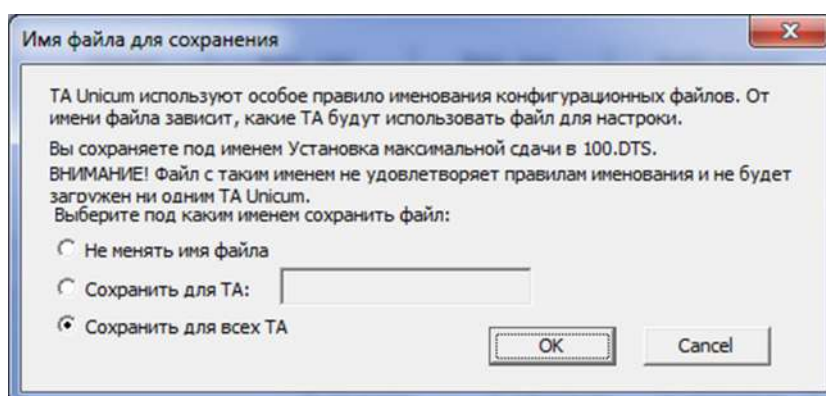 Имя файла для сохранения
TA Unicum используют особое правило именования конфигурационных файлов. От
имени файла зависит, какие ТА будут использовать файл для настроки.
Вы сохраняете под именем Установка максимальной сдачи в 100.DTS.
ВНИМАНИЕ! Файл с таким именем не удовлетворяет правилам именования и не будет
загружен ни одним TA Unicum.
Выберите под каким именем сохранить файл:
Не менять имя файла
Сохранить для ТА:
Сохранить для всех ТА
OK
Cancel